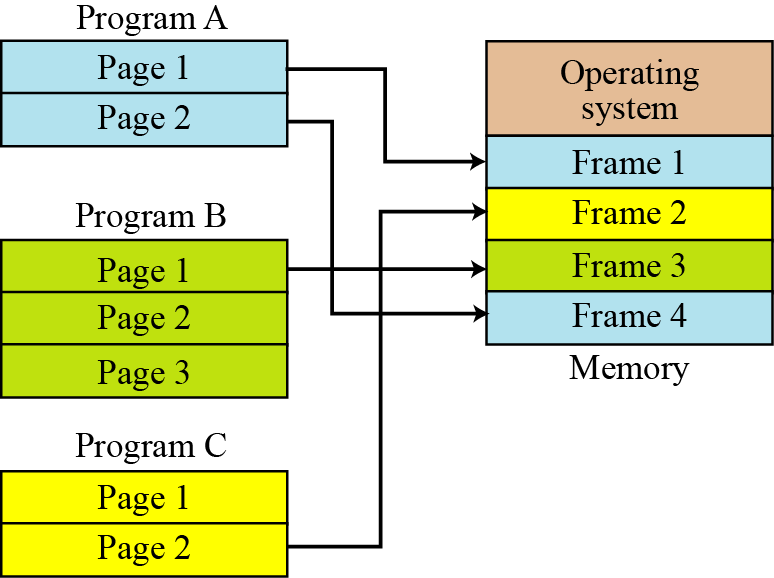 Program A
Page 1
Page 2
Program B
Page 1
Page 2
Page 3
Program C
Page 1
Page 2
Operating
system
Frame 1
Frame 2
Frame 3
Frame 4
Memory